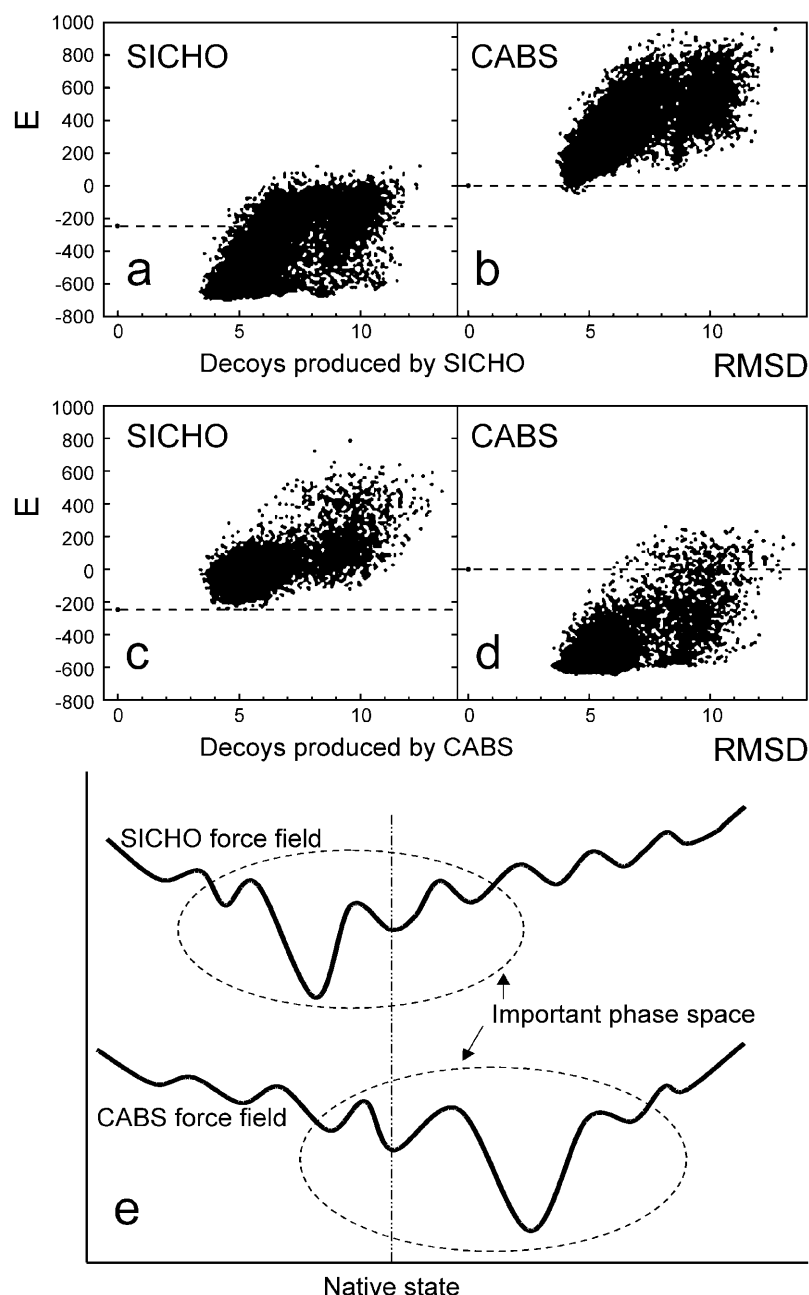 SICHO
CABS
E
1000
800
600
400
200
0
-200
-400
-600
-800
a
b
0 5 10 0 5 10
Decoys produced by SICHO
RMSD
SICHO
CABS
E
1000
800
600
400
200
0
-200
-400
-600
-800
c
d
0 5 10 0 5 10
Decoys produced by CABS
RMSD
SICHO force field
Important phase space
CABS force field
e
Native state